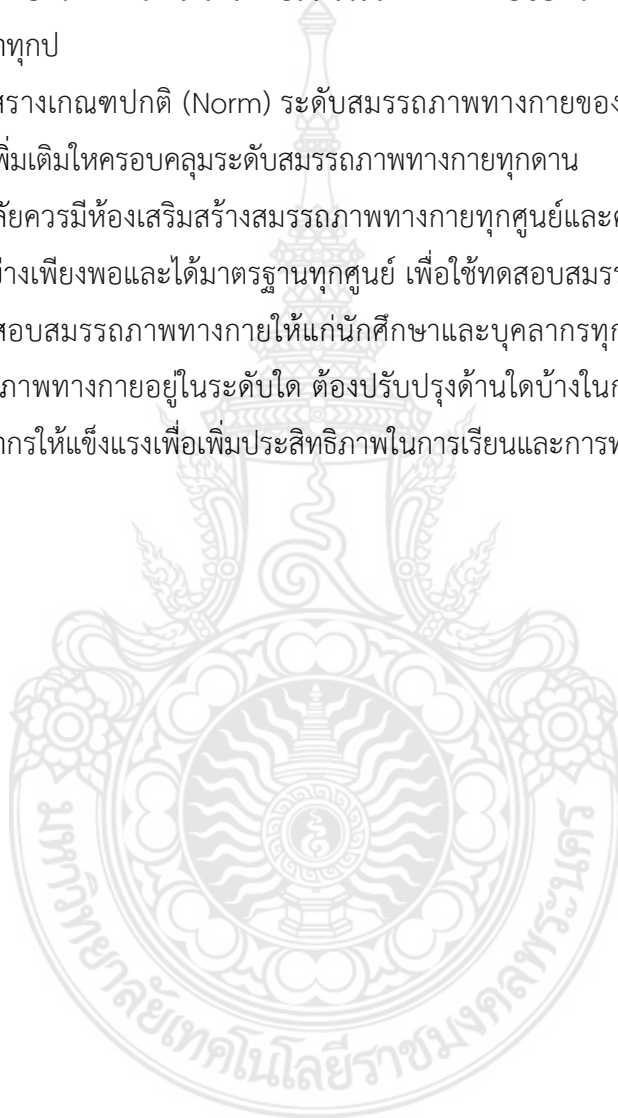 าทุกป
สรางเกณฑปกติ (Norm) ระดับสมรรถภาพทางกายของ
พิ่มเติมใหครอบคลุมระดับสมรรถภาพทางกายทุกดาน
ลัยควรมีห้องเสริมสร้างสมรรถภาพทางกายทุกศูนย์และ
ย่างเพียงพอและได้มาตรฐานทุกศูนย์ เพื่อใช้ทดสอบสมรร
สอบสมรรถภาพทางกายให้แก่นักศึกษาและบุคลากรทุก
ภาพทางกายอยู่ในระดับใด ต้องปรับปรุงด้านใดบ้างใน
ากรให้แข็งแรงเพื่อเพิ่มประสิทธิภาพในการเรียนและการ
มหาวิทยาลัยเทคโนโลยีราชมงคลพระนคร